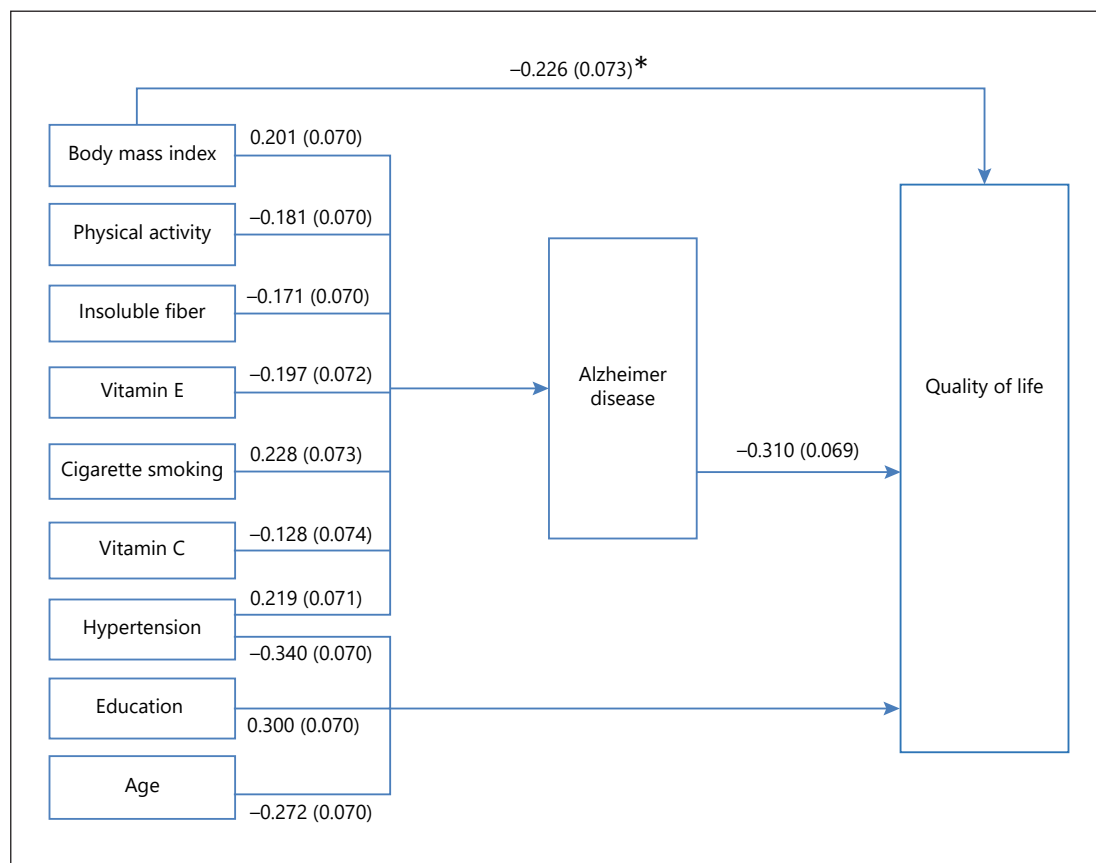 –0.226 (0.073)*
Body mass index
0.201 (0.070)
Physical activity
–0.181 (0.070)
Insoluble fiber
–0.171 (0.070)
Vitamin E
–0.197 (0.072)
Cigarette smoking
0.228 (0.073)
Vitamin C
–0.128 (0.074)
Hypertension
0.219 (0.071)
–0.340 (0.070)
Education
0.300 (0.070)
Age
–0.272 (0.070)
Alzheimer
disease
–0.310 (0.069)
Quality of life